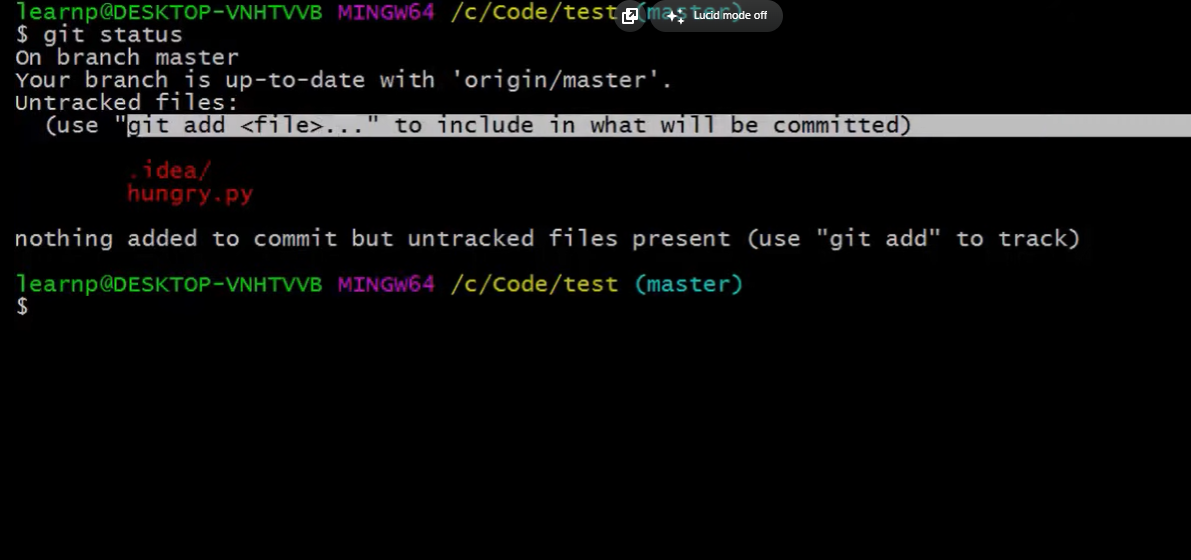 learnp@DESKTOP-VNHTVVB MINGW64 /c/Code/test (master)
Lucid mode off
$ git status
On branch master
Your branch is up-to-date with 'origin/master'.
Untracked files:
(use "git add <file>..." to include in what will be committed)
.idea/
hungry.py
nothing added to commit but untracked files present (use "git add" to track)
learnp@DESKTOP-VNHTVVB MINGW64 /c/Code/test (master)
$